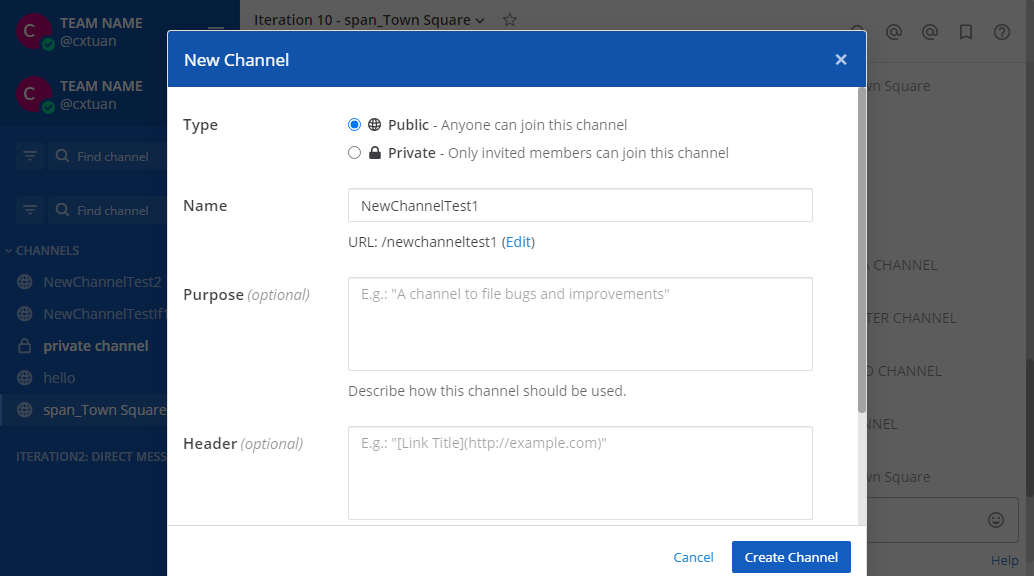 TEAM NAME
@cxtuan
TEAM NAME
@cxtuan
Find channel
Find channel
CHANNELS
NewChannelTest2
NewChannelTestIf1
private channel
hello
span_Town Square
ITERATION2: DIRECT MESS
Iteration 10 - span_Town Square
New Channel
×
Type
Public - Anyone can join this channel
Private - Only invited members can join this channel
Name
NewChannelTest1
URL: /newchanneltest1 (Edit)
Purpose (optional)
E.g.: "A channel to file bugs and improvements"
Describe how this channel should be used.
Header (optional)
E.g.: "[Link Title](http://example.com)"
Cancel
Create Channel
wn Square
A CHANNEL
TER CHANNEL
D CHANNEL
NNEL
wn Square
Help